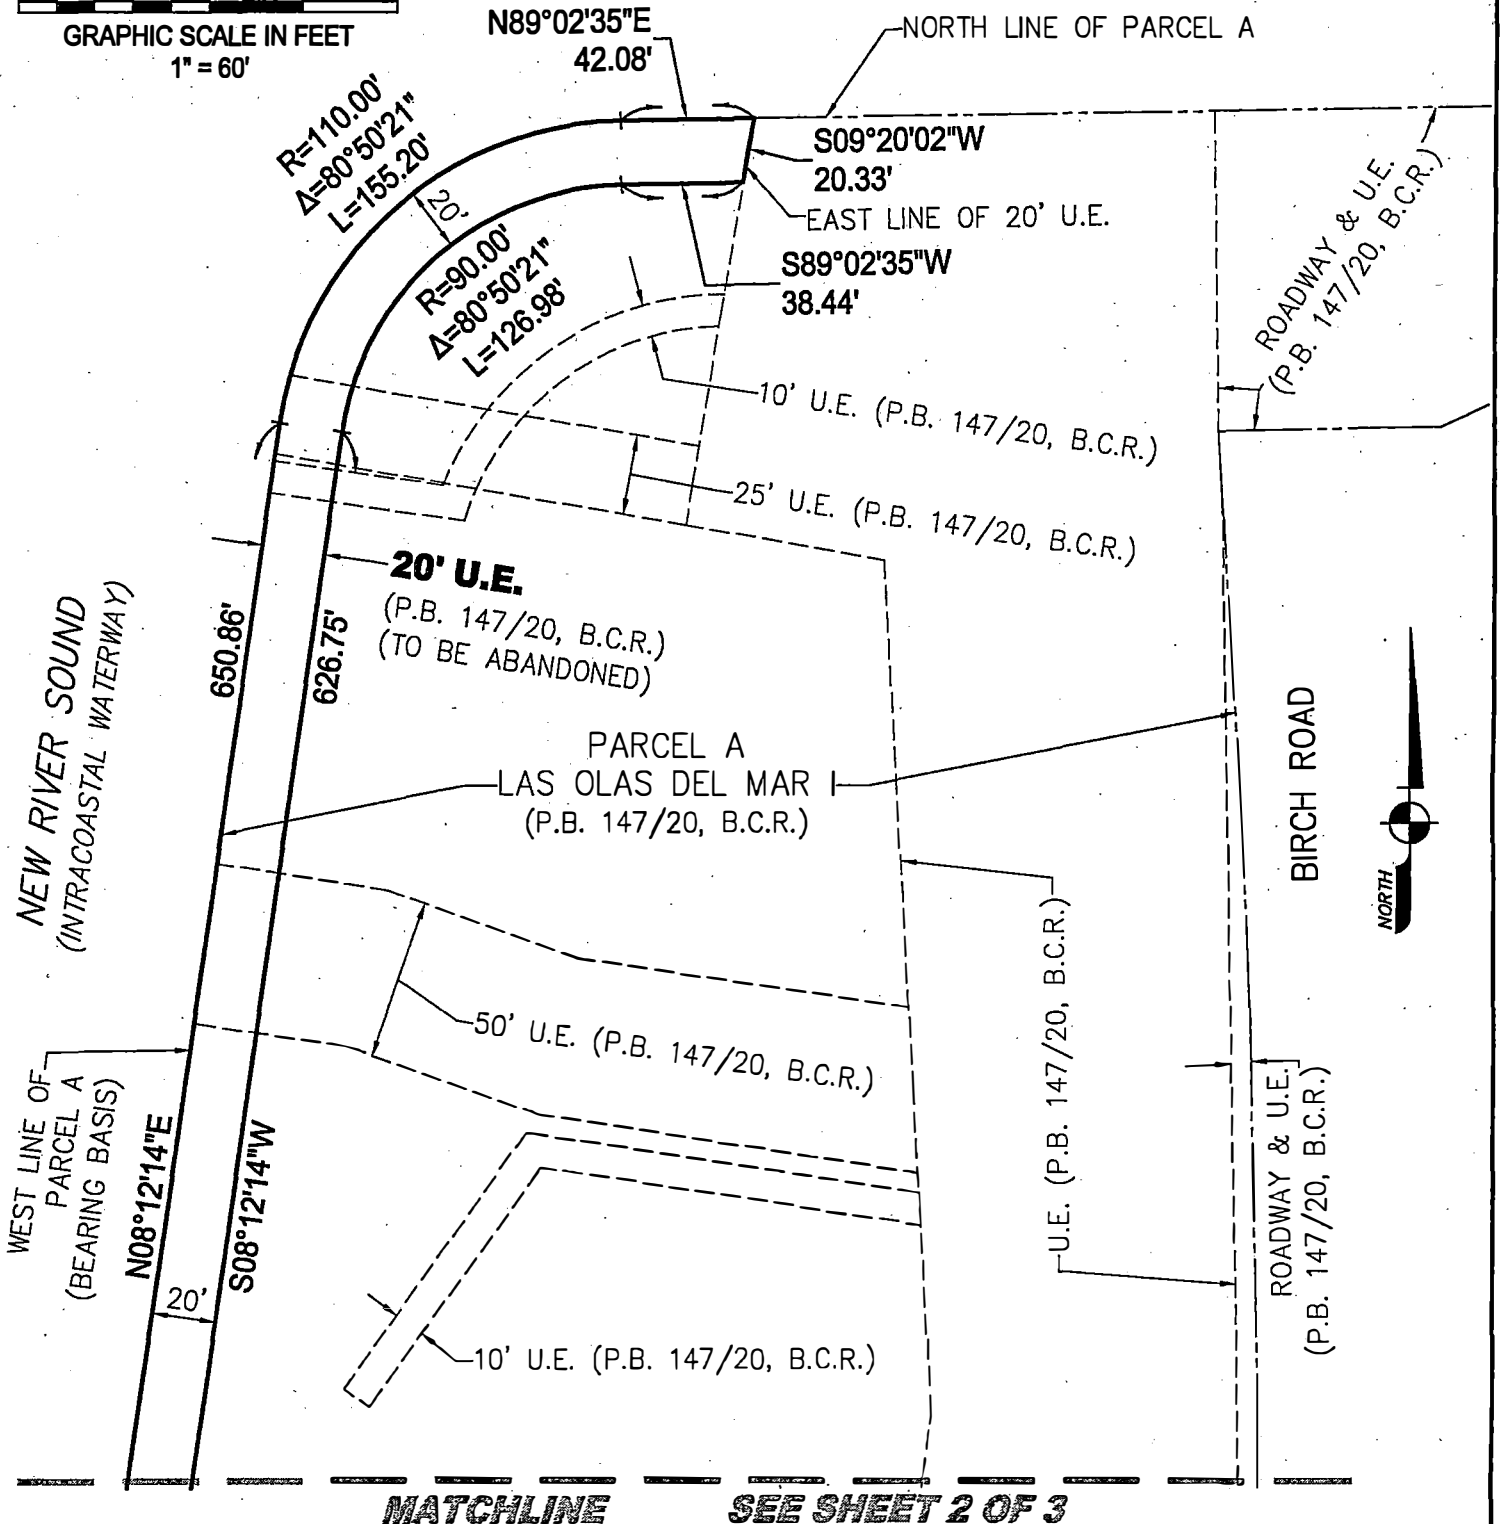 GRAPHIC SCALE IN FEET
1" = 60'
N89°02'35"E
42.08'
NORTH LINE OF PARCEL A
R=110.00'
Δ=80°50'21"
L=155.20'
20'
S09°20'02"W
20.33'
EAST LINE OF 20' U.E.
S89°02'35"W
38.44'
R=90.00'
Δ=80°50'21"
L=126.98'
ROADWAY & U.E.
(P.B. 147/20, B.C.R.)
10' U.E. (P.B. 147/20, B.C.R.)
25' U.E. (P.B. 147/20, B.C.R.)
20' U.E.
(P.B. 147/20, B.C.R.)
(TO BE ABANDONED)
650.86'
626.75'
NEW RIVER SOUND
(INTRACOASTAL WATERWAY)
PARCEL A
LAS OLAS DEL MAR I
(P.B. 147/20, B.C.R.)
BIRCH ROAD
NORTH
50' U.E. (P.B. 147/20, B.C.R.)
U.E. (P.B. 147/20, B.C.R.)
WEST LINE OF
PARCEL A
(BEARING BASIS)
N08°12'14"E
S08°12'14"W
20'
ROADWAY & U.E.
(P.B. 147/20, B.C.R.)
10' U.E. (P.B. 147/20, B.C.R.)
MATCHLINE SEE SHEET 2 OF 3